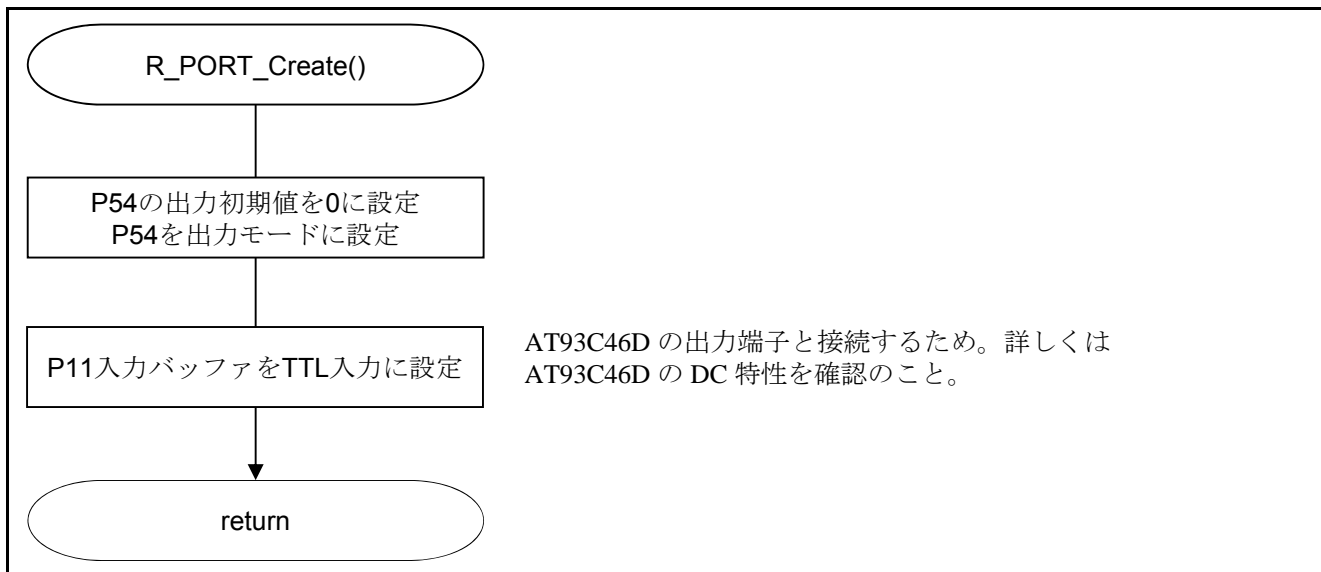 R_PORT_Create()
P54の出力初期値を0に設定
P54を出力モードに設定
P11入力バッファをTTL入力に設定
AT93C46D の出力端子と接続するため。詳しくは
AT93C46D の DC 特性を確認のこと。
return